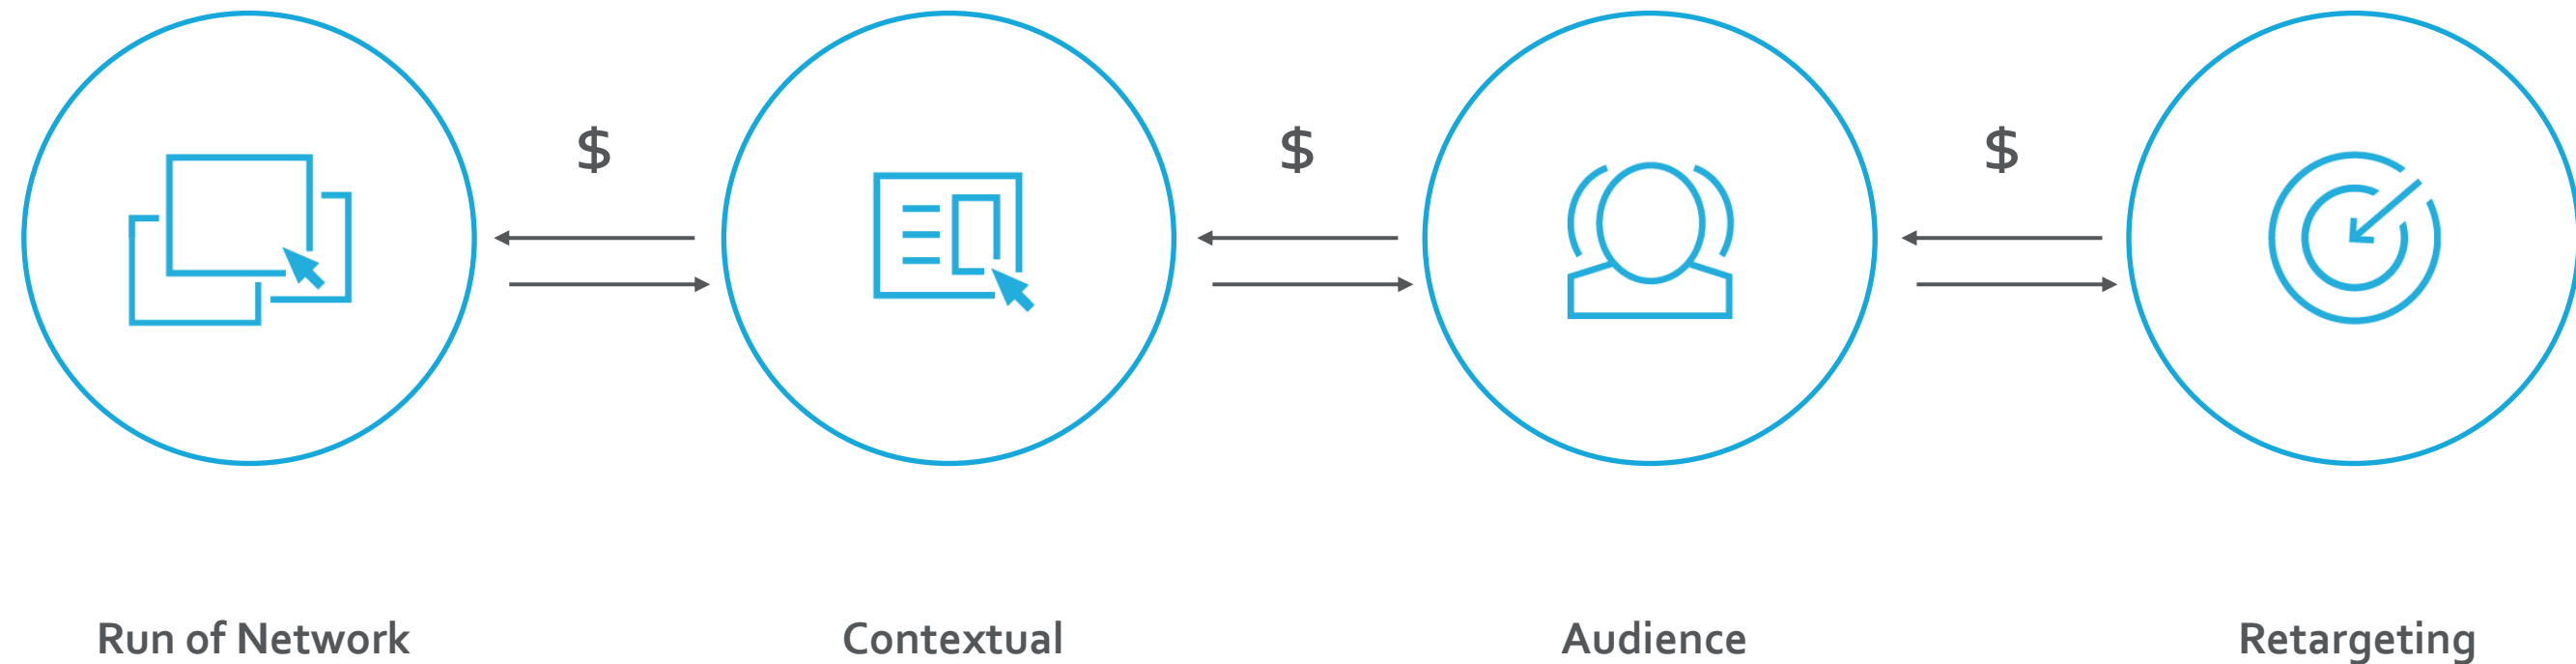 $ $ $
Run of Network Contextual Audience Retargeting